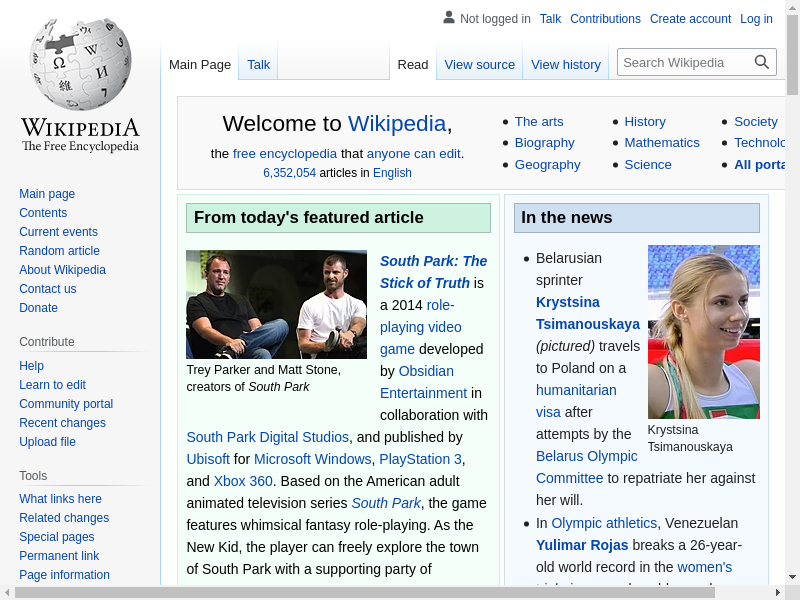 Not logged in Talk Contributions Create account Log in
Main Page Talk Read View source View history Search Wikipedia
WIKIPEDIA
The Free Encyclopedia
Main page
Contents
Current events
Random article
About Wikipedia
Contact us
Donate
Contribute
Help
Learn to edit
Community portal
Recent changes
Upload file
Tools
What links here
Related changes
Special pages
Permanent link
Page information
Welcome to Wikipedia,
the free encyclopedia that anyone can edit.
6,352,054 articles in English
The arts
Biography
Geography
History
Mathematics
Science
Society
Technolo
All porta
From today's featured article
Trey Parker and Matt Stone,
creators of South Park
South Park: The
Stick of Truth is
a 2014 role-
playing video
game developed
by Obsidian
Entertainment in
collaboration with
South Park Digital Studios, and published by
Ubisoft for Microsoft Windows, PlayStation 3,
and Xbox 360. Based on the American adult
animated television series South Park, the game
features whimsical fantasy role-playing. As the
New Kid, the player can freely explore the town
of South Park with a supporting party of
In the news
Belarusian
sprinter
Krystsina
Tsimanouskaya
(pictured) travels
to Poland on a
humanitarian
visa after
attempts by the
Belarus Olympic
Committee to repatriate her against
her will.
Krystsina
Tsimanouskaya
In Olympic athletics, Venezuelan
Yulimar Rojas breaks a 26-year-
old world record in the women's